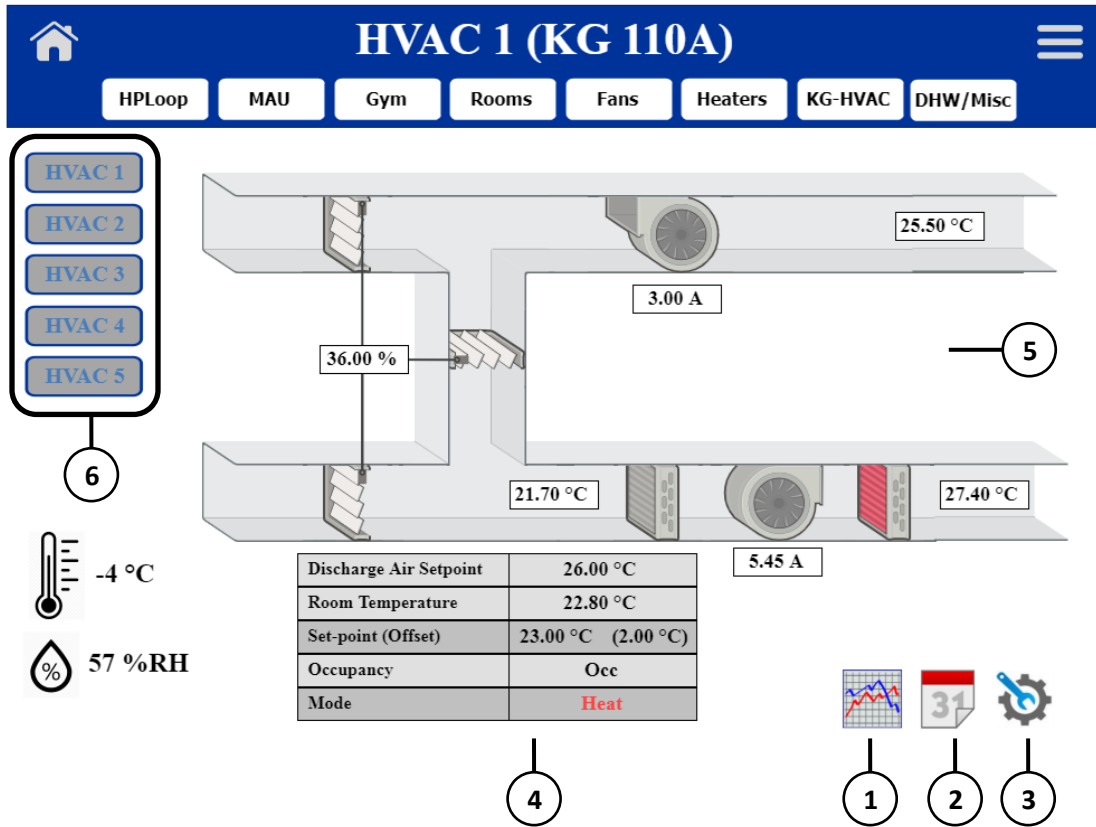 HVAC 1 (KG 110A)
HPLoop MAU Gym Rooms Fans Heaters KG-HVAC DHW/Misc
HVAC 1
HVAC 2
HVAC 3
HVAC 4
HVAC 5
6
25.50 °C
3.00 A
36.00 %
5
21.70 °C
27.40 °C
5.45 A
-4 °C
%
57 %RH
Discharge Air Setpoint 26.00 °C
Room Temperature 22.80 °C
Set-point (Offset) 23.00 °C (2.00 °C)
Occupancy Occ
Mode Heat
31
4
1
2
3